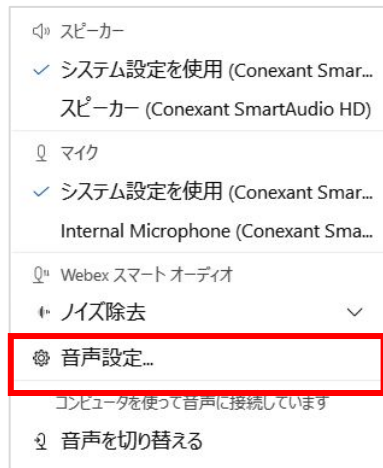 スピーカー
システム設定を使用 (Conexant Smar...
スピーカー (Conexant SmartAudio HD)
マイク
システム設定を使用 (Conexant Smar...
Internal Microphone (Conexant Sma...
Webex スマート オーディオ
ノイズ除去
音声設定...
コンピュータを使って音声に接続しています
音声を切り替える